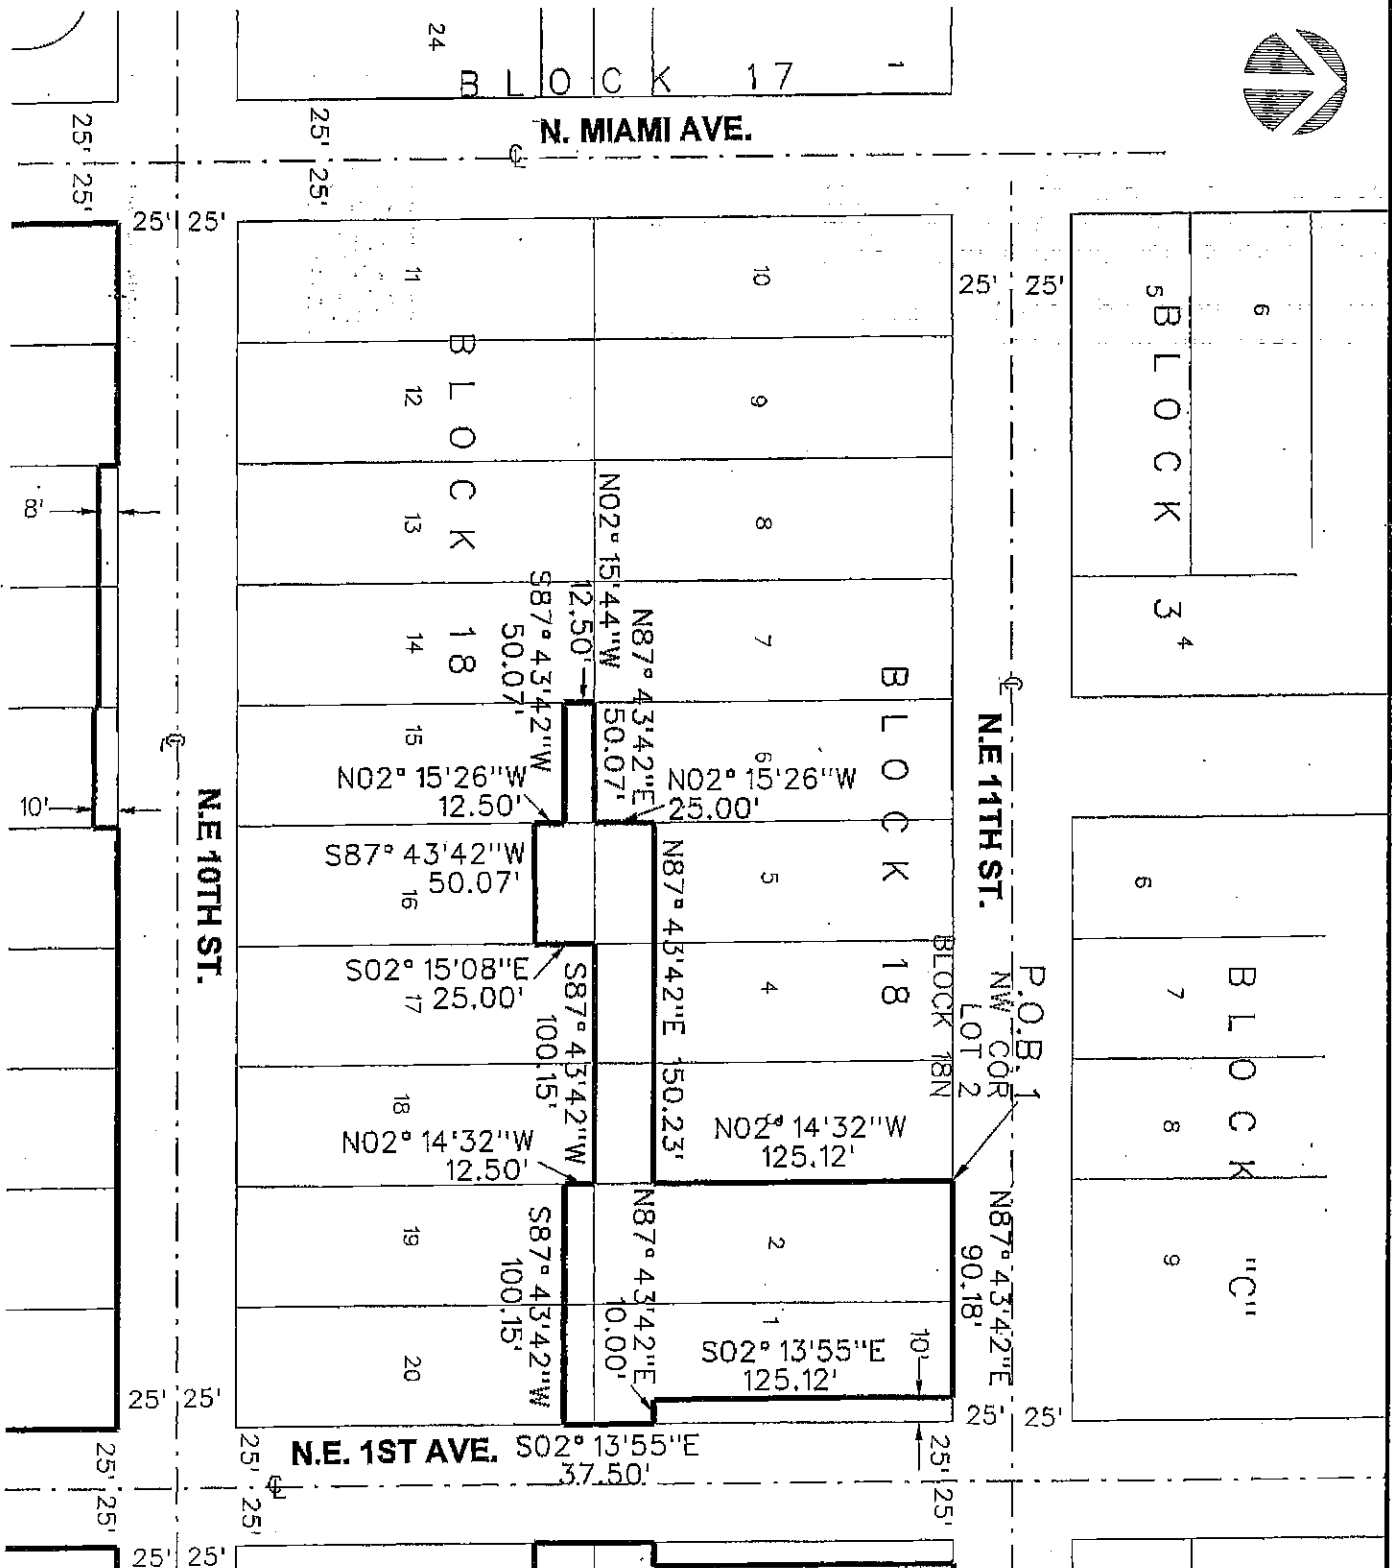 24
BLOCK 17
1
N. MIAMI AVE.
25'
25'
25'
25'
℄
25'
25'
25'
25'
11
10
12
9
13
8
14
7
15
6
16
5
17
4
18
19
2
20
1
BLOCK 18
BLOCK 18
5
6
BLOCK 3
4
8'
10'
℄
℄
N.E 10TH ST.
N.E 11TH ST.
N02°15'44"W
12.50'
S87°43'42"W
50.07'
N87°43'42"E
50.07'
N02°15'26"W
12.50'
N02°15'26"W
25.00'
S87°43'42"W
50.07'
N87°43'42"E 150.23'
S02°15'08"E
25.00'
S87°43'42"W
100.15'
N02°14'32"W
12.50'
N02°14'32"W
125.12'
P.O.B. 1
NW COR
LOT 2
BLOCK 18N
N87°43'42"E
90.18'
S87°43'42"W
100.15'
N87°43'42"E
10.00'
S02°13'55"E
125.12'
10'
6
7
8
9
BLOCK "C"
25'
25'
25'
25'
N.E. 1ST AVE.
S02°13'55"E
37.50'
25'
25'
25'
25'
25'
25'
℄
25'
25'